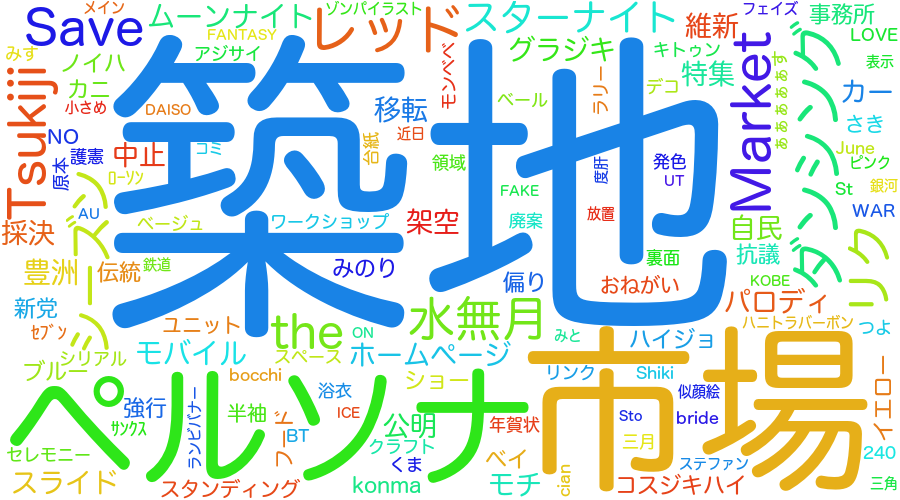 メイン
ゾンパイラスト
フェイズ
Save
ムーンナイト
レッド
スターナイト
維新
事務所
みす
FANTASY
アジサイ
モンペペ
グラジキ
キトゥン
Market
ああああす
ダンシング
LOVE
表示
ノイハ
カニ
Tsukiji
小さめ
DAISO
移転
ベール
ラリー
デコ
特集
カー
さき
NO
護憲
原本
中止
コミ
台紙
近日
築地
領域
度肝
発色
UT
June
ピンク
St
銀河
ローソン
AU
FAKE
WAR
採決
シーズン
ベージュ
ワークショップ
架空
廃案
放置
自民
リク
豊洲
伝統
鉄道
みのり
偏り
裏面
抗議
KOBE
おねがい
パロディ
新党
セブン
ユニット
the
ON
水無月
みと
ハイジョ
ハニトラバーボン
つよ
ブルー
シリアル
モバイル
スペース
ホームページ
リンク
Shiki
イエロー
ペルソナ
bocchi
浴衣
ショー
市場
似顔絵
強行
サンクス
ランビバナー
半袖
ICE
公明
年賀状
Sto
bride
フード
BT
クラフト
三月
240
セレモニー
くま
ベイ
cian
ステファン
スライド
スタンディング
konma
モチ
コスジキハイ
三角